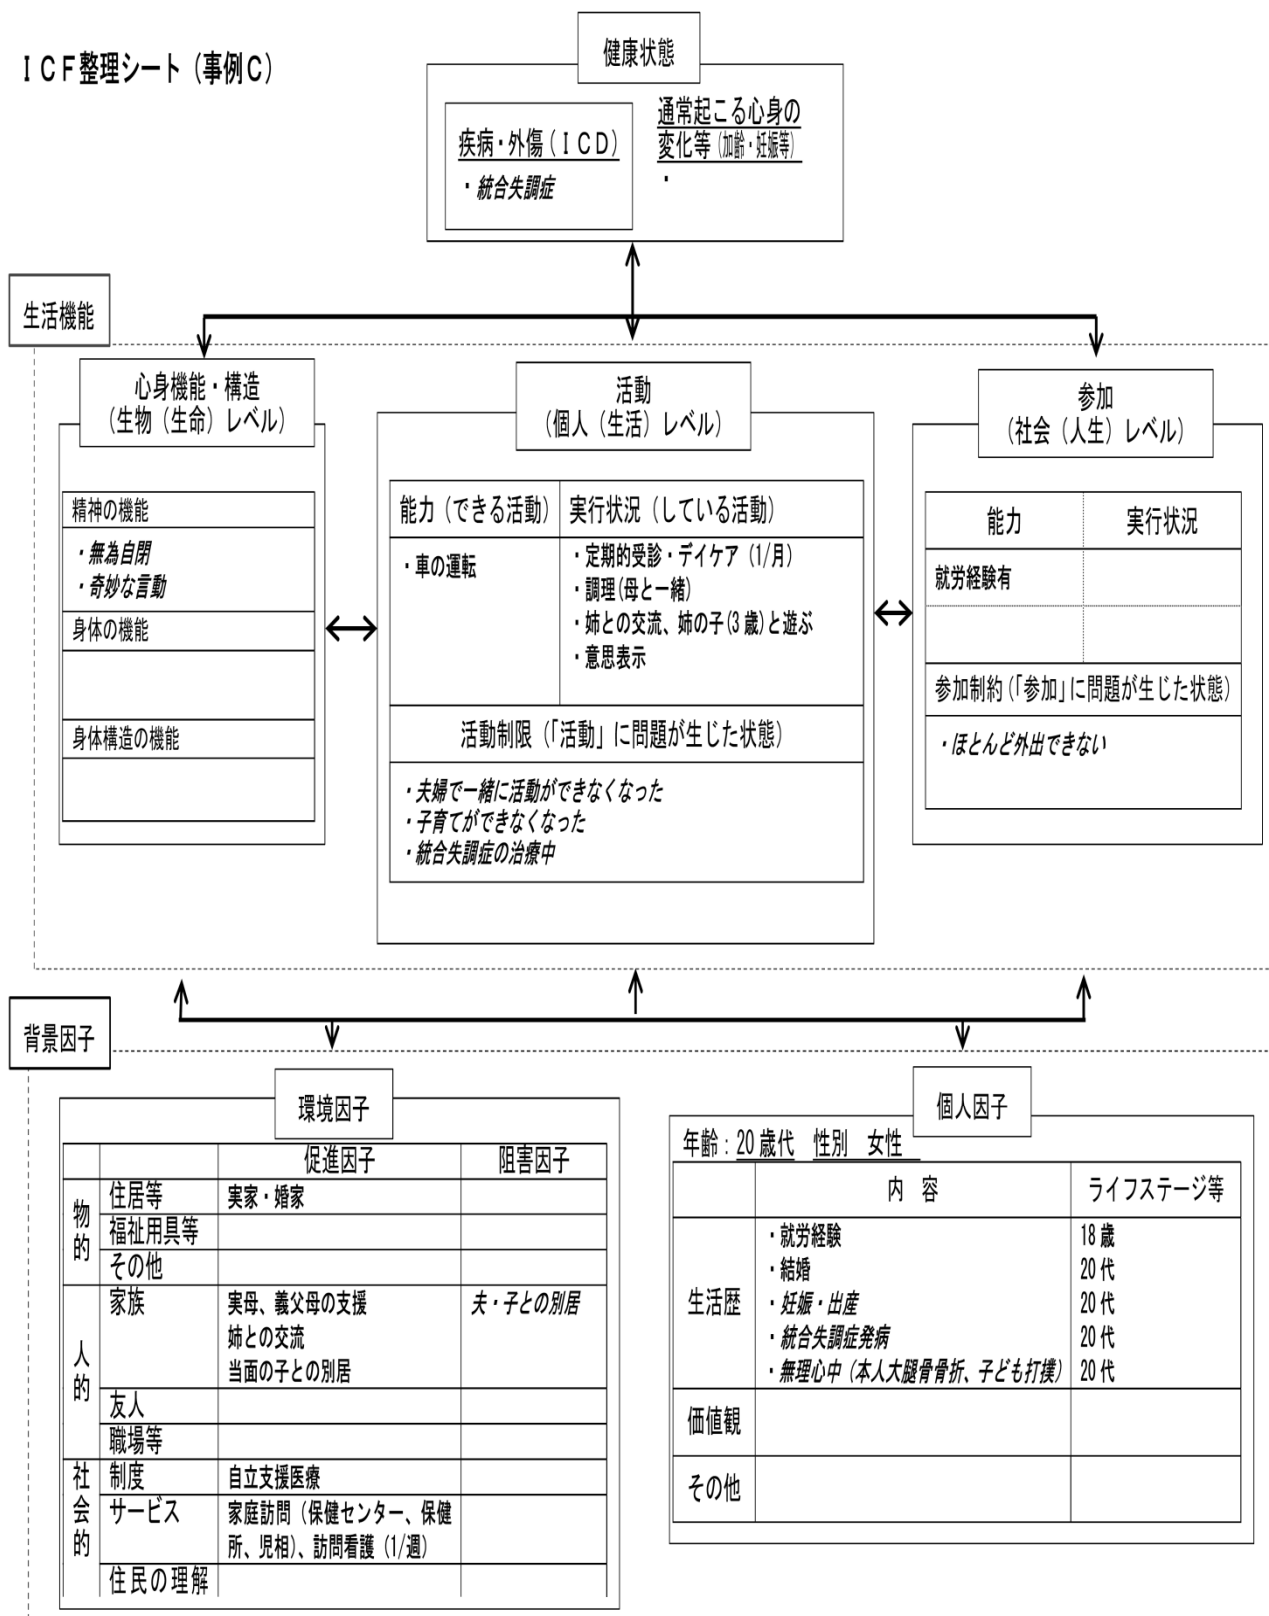 ＩＣＦ整理シート（事例Ｃ）
健康状態
疾病・外傷（ＩＣＤ）
・統合失調症
通常起こる心身の
変化等（加齢・妊娠等）
・
生活機能
心身機能・構造
（生物（生命）レベル）
精神の機能
・無為自閉
・奇妙な言動
身体の機能
身体構造の機能
活動
（個人（生活）レベル）
能力（できる活動） 実行状況（している活動）
・車の運転
・定期的受診・デイケア（1/月）
・調理(母と一緒)
・姉との交流、姉の子(3歳)と遊ぶ
・意思表示
活動制限（「活動」に問題が生じた状態）
・夫婦で一緒に活動ができなくなった
・子育てができなくなった
・統合失調症の治療中
参加
（社会（人生）レベル）
能力 実行状況
就労経験有
参加制約（「参加」に問題が生じた状態）
・ほとんど外出できない
背景因子
環境因子
促進因子 阻害因子
物的
住居等 実家・婚家
福祉用具等
その他
人的
家族 実母、義父母の支援 夫・子との別居
姉との交流
当面の子との別居
友人
職場等
社会的
制度 自立支援医療
サービス 家庭訪問（保健センター、保健
所、児相）、訪問看護（1/週）
住民の理解
個人因子
年齢：20歳代 性別 女性
内 容 ライフステージ等
生活歴
・就労経験 18歳
・結婚 20代
・妊娠・出産 20代
・統合失調症発病 20代
・無理心中（本人大腿骨骨折、子ども打撲） 20代
価値観
その他